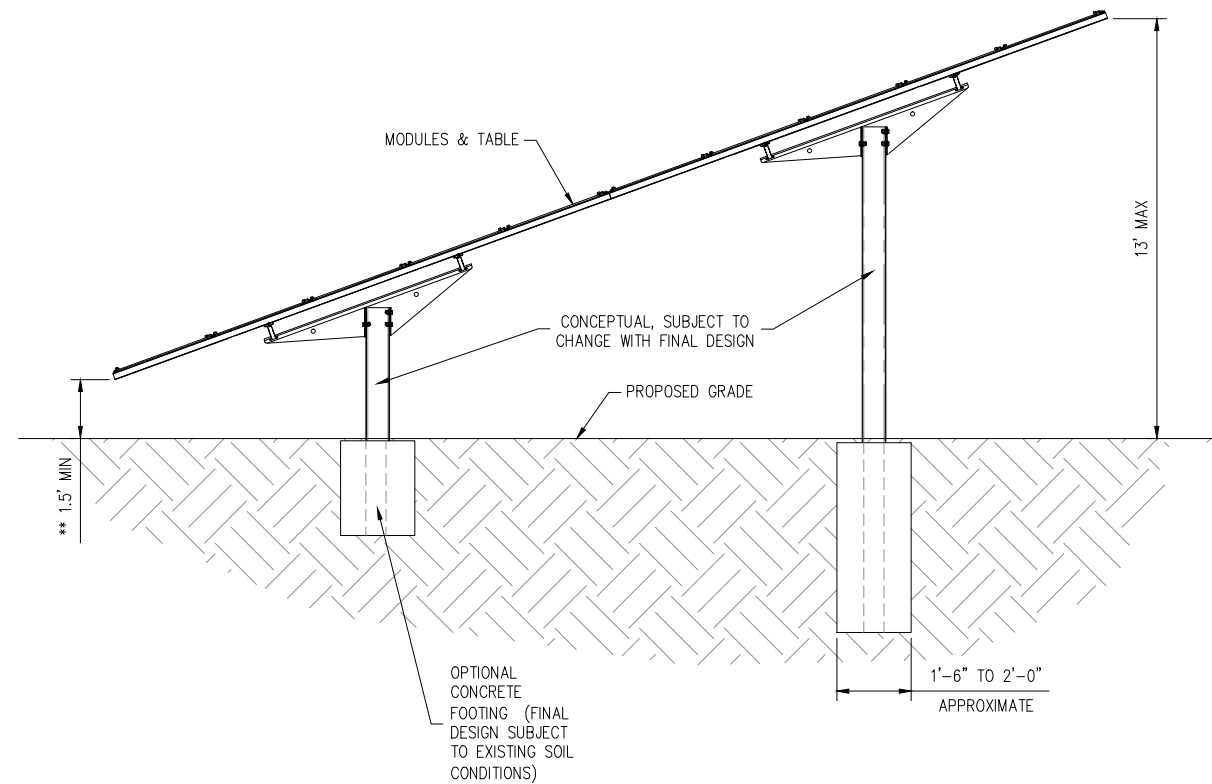 MODULES & TABLE
13' MAX
CONCEPTUAL, SUBJECT TO
CHANGE WITH FINAL DESIGN
PROPOSED GRADE
** 1.5' MIN
OPTIONAL
CONCRETE
FOOTING (FINAL
DESIGN SUBJECT
TO EXISTING SOIL
CONDITIONS)
1'-6" TO 2'-0"
APPROXIMATE